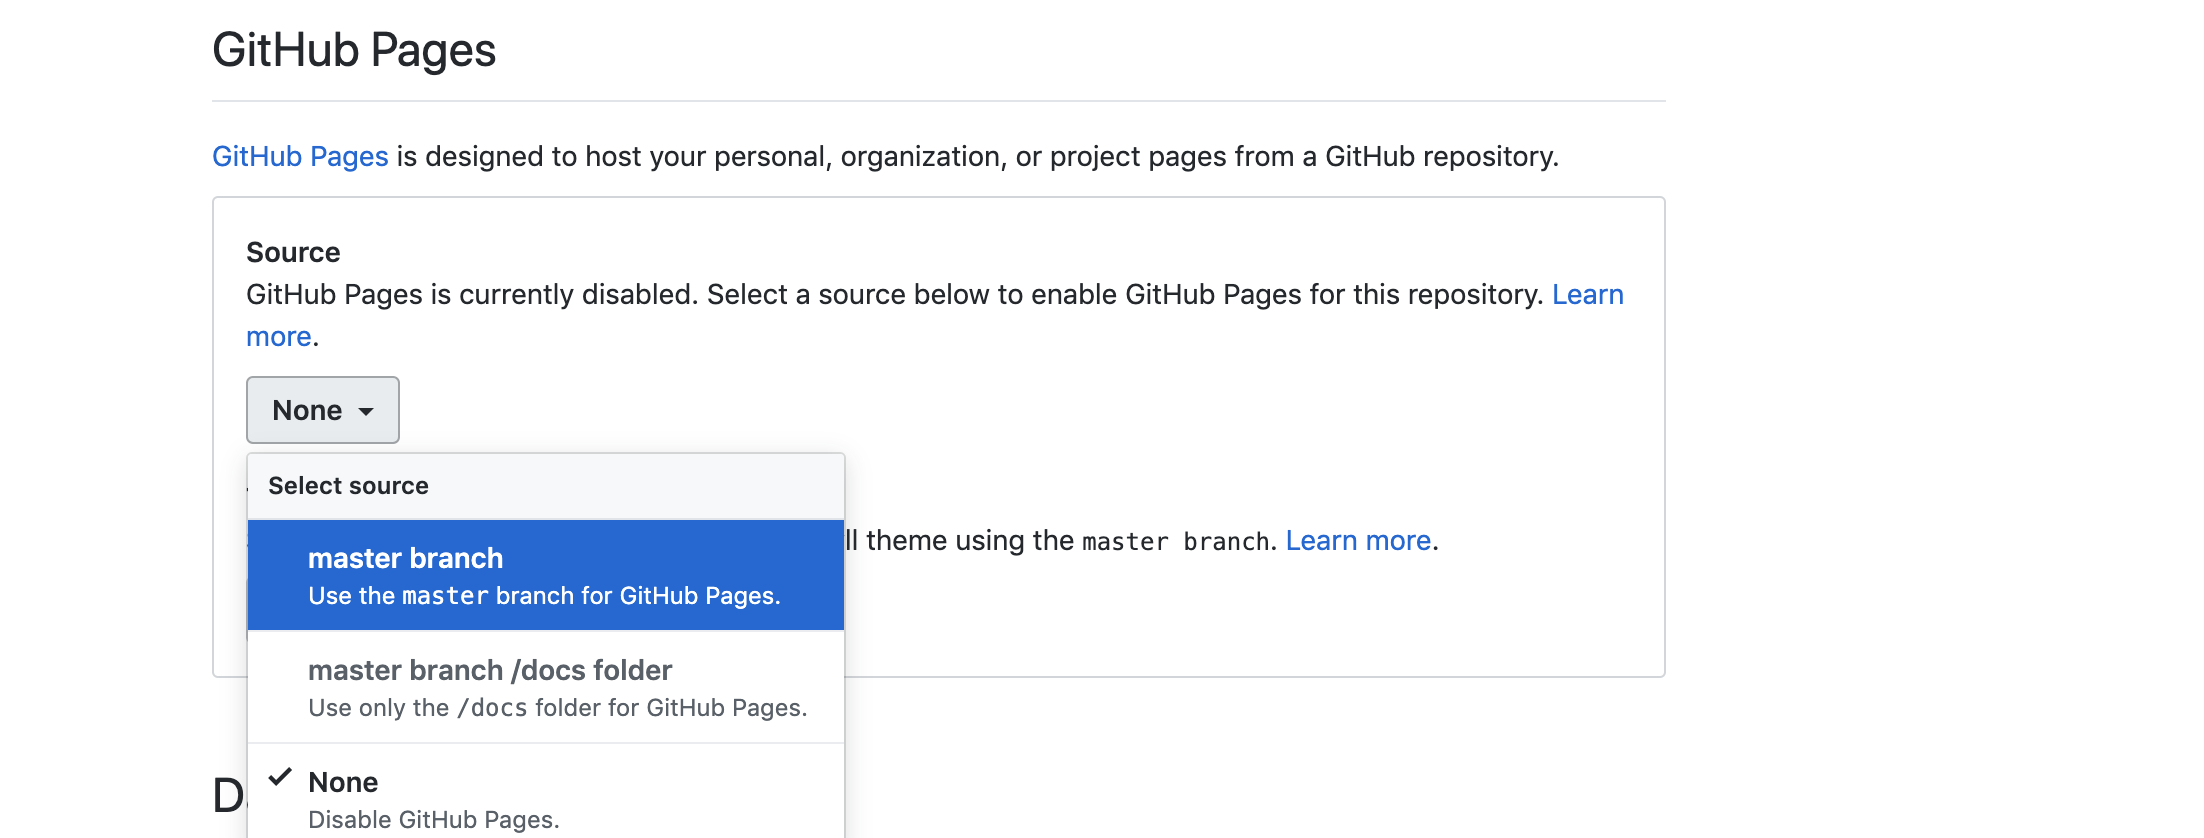 GitHub Pages
GitHub Pages is designed to host your personal, organization, or project pages from a GitHub repository.
Source
GitHub Pages is currently disabled. Select a source below to enable GitHub Pages for this repository. Learn
more.
None
Select source
master branch
Use the master branch for GitHub Pages.
theme using the master branch. Learn more.
master branch /docs folder
Use only the /docs folder for GitHub Pages.
None
Disable GitHub Pages.